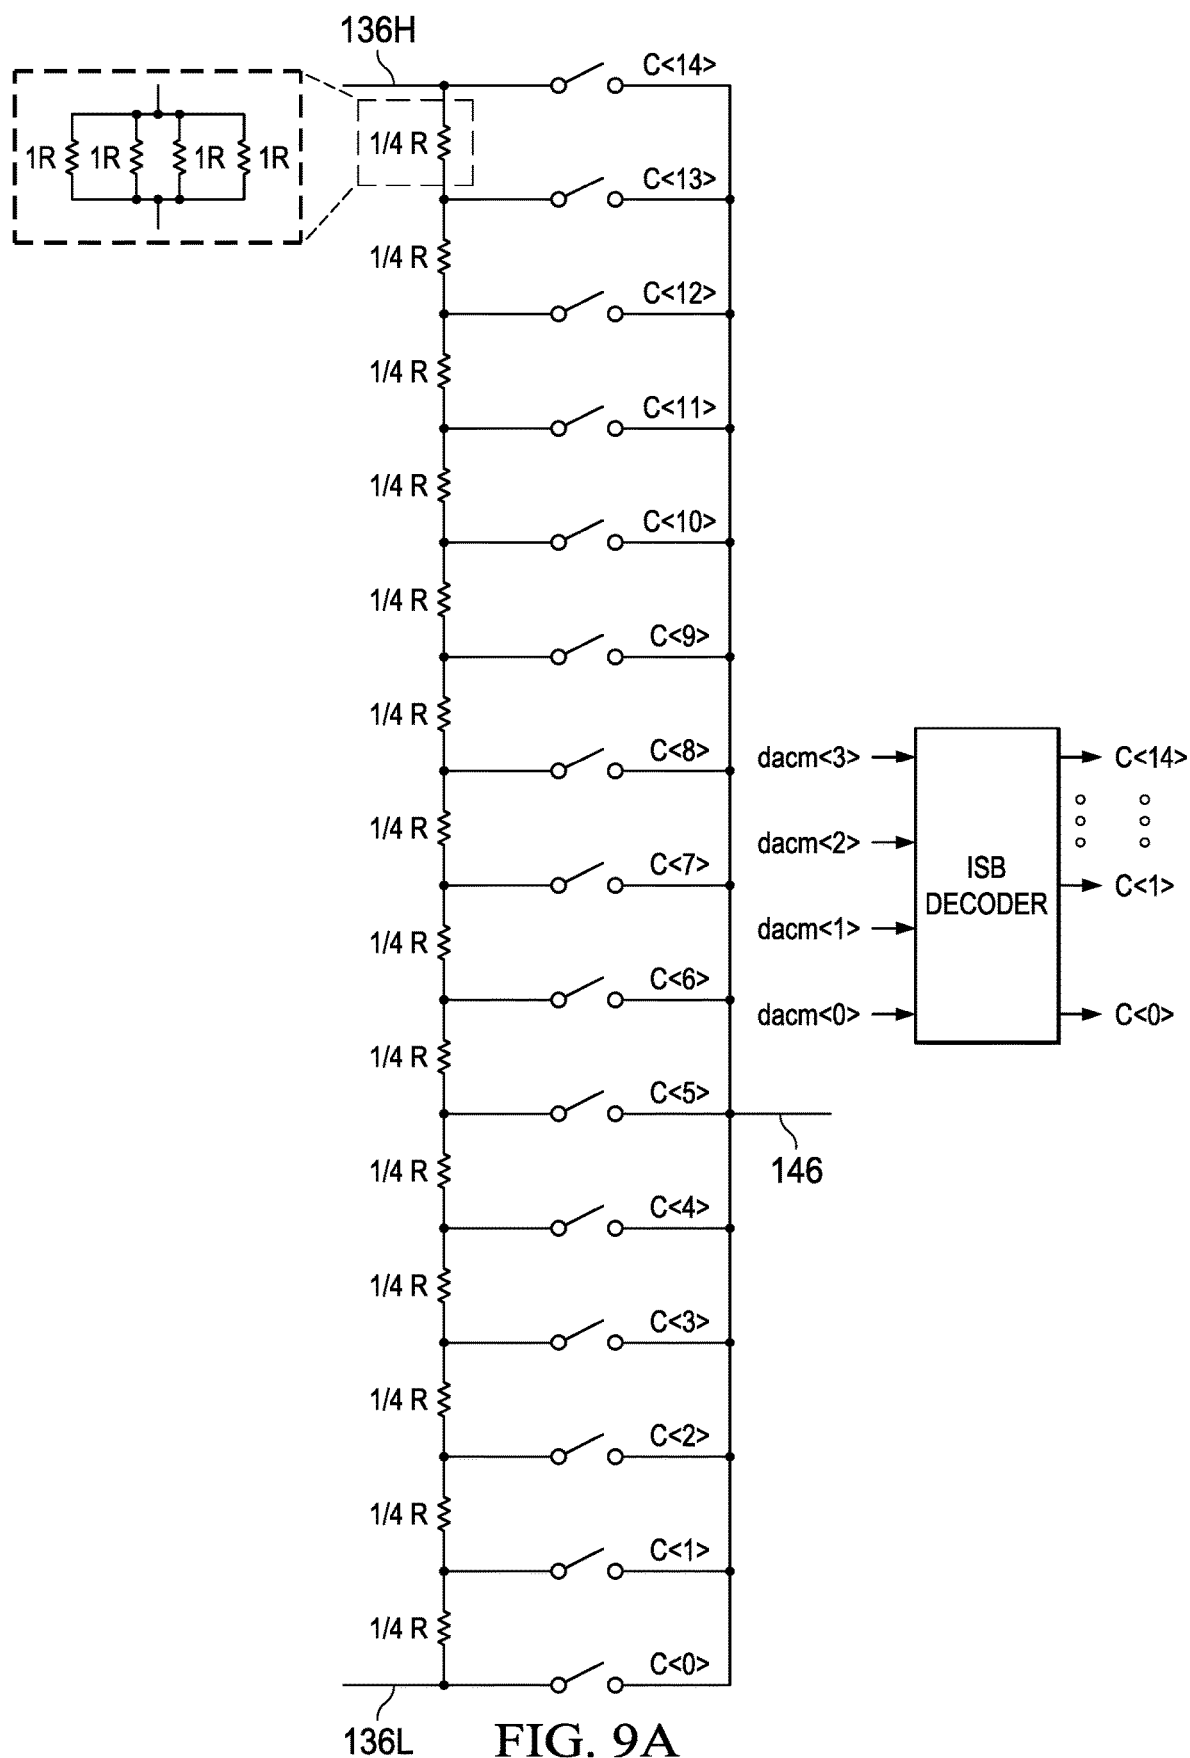 136H
C<14>
1R 1R 1R 1R
1/4 R
C<13>
1/4 R
C<12>
1/4 R
C<11>
1/4 R
C<10>
1/4 R
C<9>
1/4 R
C<8>
1/4 R
C<7>
1/4 R
C<6>
1/4 R
C<5>
146
1/4 R
C<4>
1/4 R
C<3>
1/4 R
C<2>
1/4 R
C<1>
1/4 R
C<0>
136L
dacm<3>
dacm<2>
dacm<1>
dacm<0>
ISB
DECODER
C<14>
C<1>
C<0>
FIG. 9A